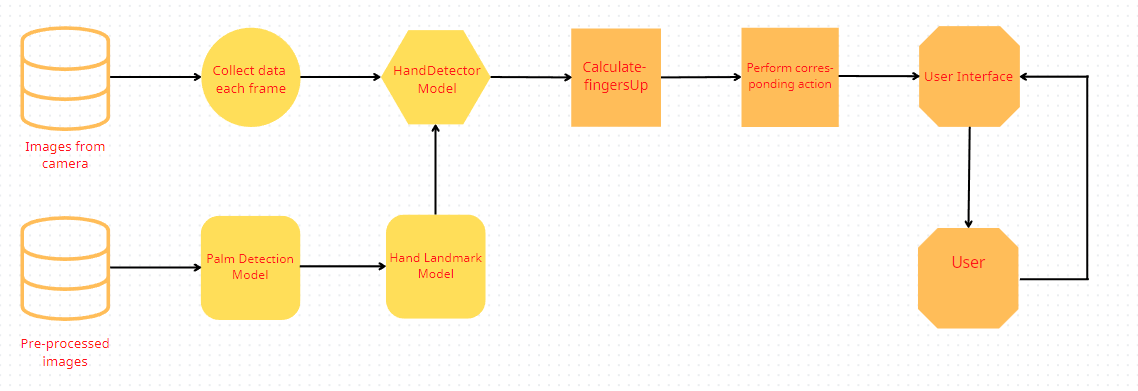 Images from
camera
Collect data
each frame
HandDetector
Model
Calculate-
fingersUp
Perform corres-
ponding action
User Interface
Pre-processed
images
Palm Detection
Model
Hand Landmark
Model
User